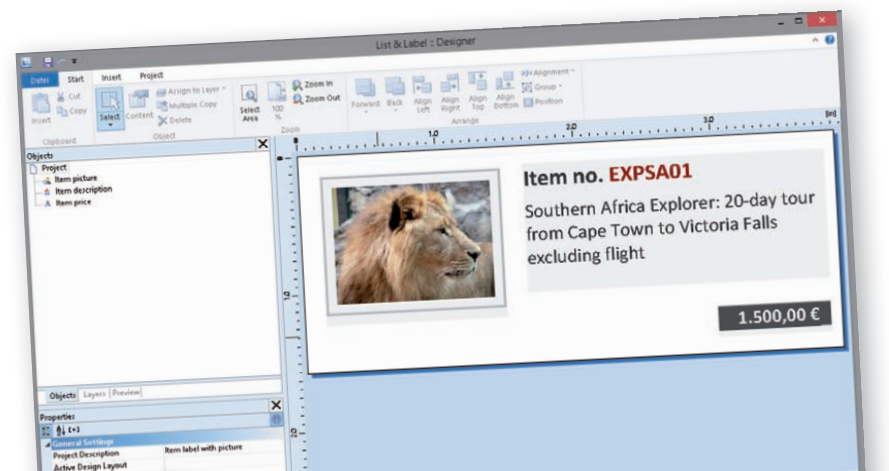 List & Label :: Designer
Datei Start Insert Project
Insert
Cut
Copy
Clipboard
Select
Content
Assign to Layer
Multiple Copy
Delete
Object
Select Area
100 %
Zoom In
Zoom Out
Zoom
Forward
Back
Align Left
Align Right
Align Top
Align Bottom
Alignment
Group
Position
Arrange
Objects
Project
Item picture
Item description
Item price
Objects Layers Preview
Properties
General Settings
Project Description Item label with picture
Active Design Layout
1.0 2.0 3.0 [in]
1.0
2.0
Item no. EXPSA01
Southern Africa Explorer: 20-day tour
from Cape Town to Victoria Falls
excluding flight
1.500,00 €